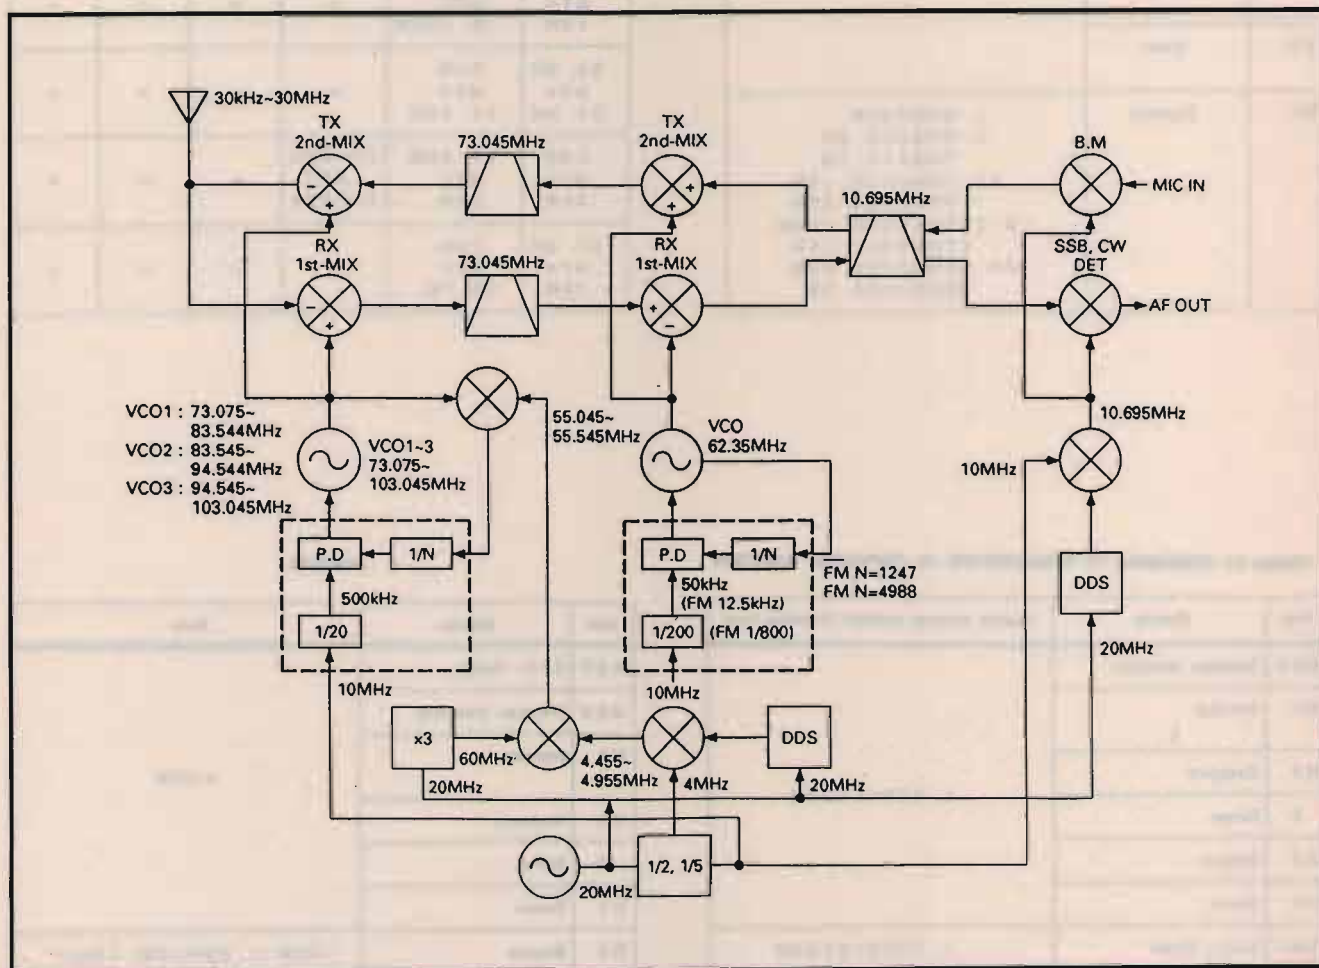 30kHz~30MHz
TX
2nd-MIX
73.045MHz
TX
2nd-MIX
B.M
MIC IN
10.695MHz
RX
1st-MIX
73.045MHz
RX
1st-MIX
SSB, CW
DET
AF OUT
VCO1 : 73.075~
83.544MHz
VCO2 : 83.545~
94.544MHz
VCO3 : 94.545~
103.045MHz
VCO1~3
73.075~
103.045MHz
55.045~
55.545MHz
VCO
62.35MHz
10.695MHz
10MHz
P.D
1/N
500kHz
1/20
10MHz
P.D
1/N
50kHz
(FM 12.5kHz)
1/200
(FM 1/800)
10MHz
FM N=1247
FM N=4988
DDS
20MHz
x3
60MHz
20MHz
4.455~
4.955MHz
4MHz
DDS
20MHz
20MHz
1/2, 1/5